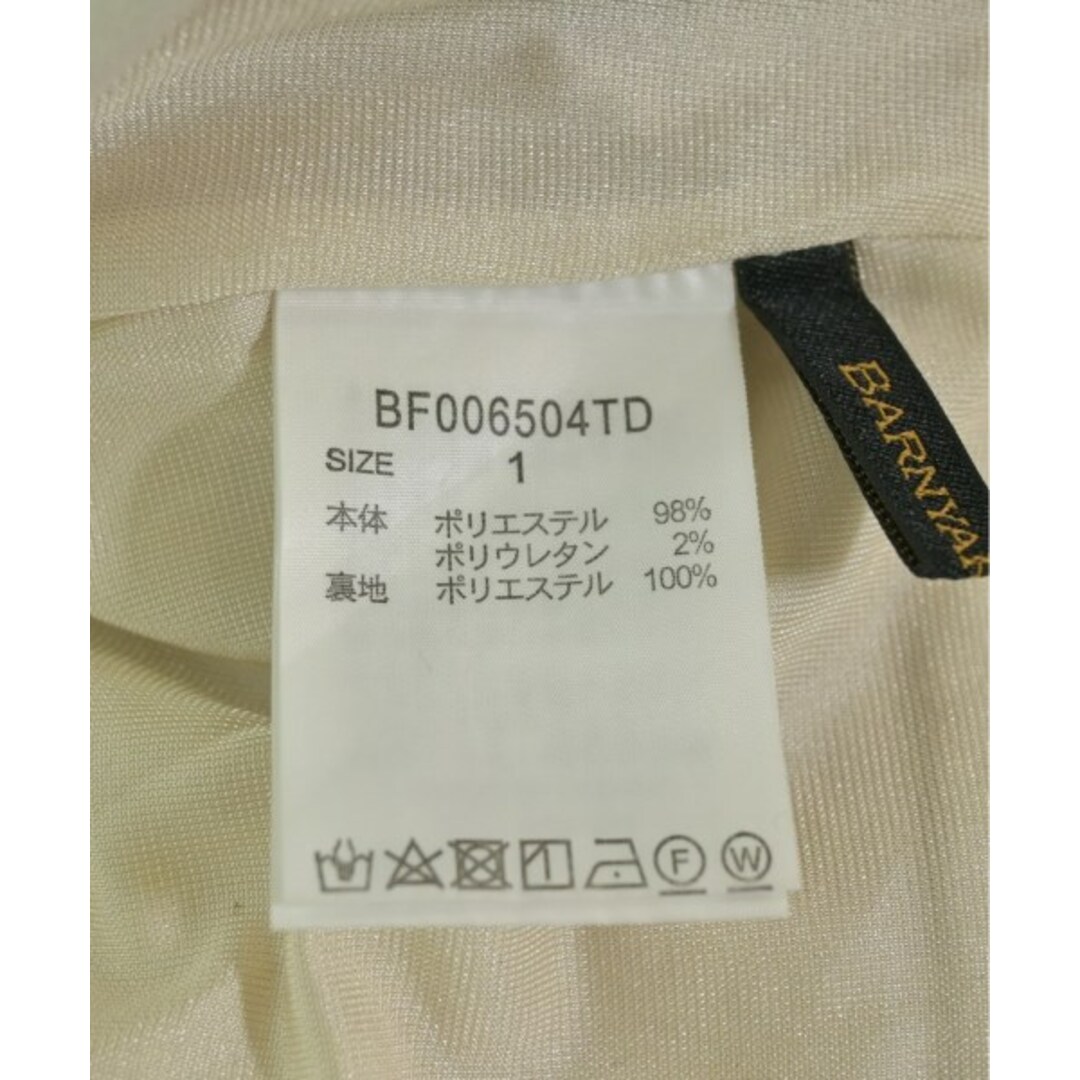 BF006504TD
SIZE 1
本体 ポリエステル 98%
ポリウレタン 2%
裏地 ポリエステル 100%
F W